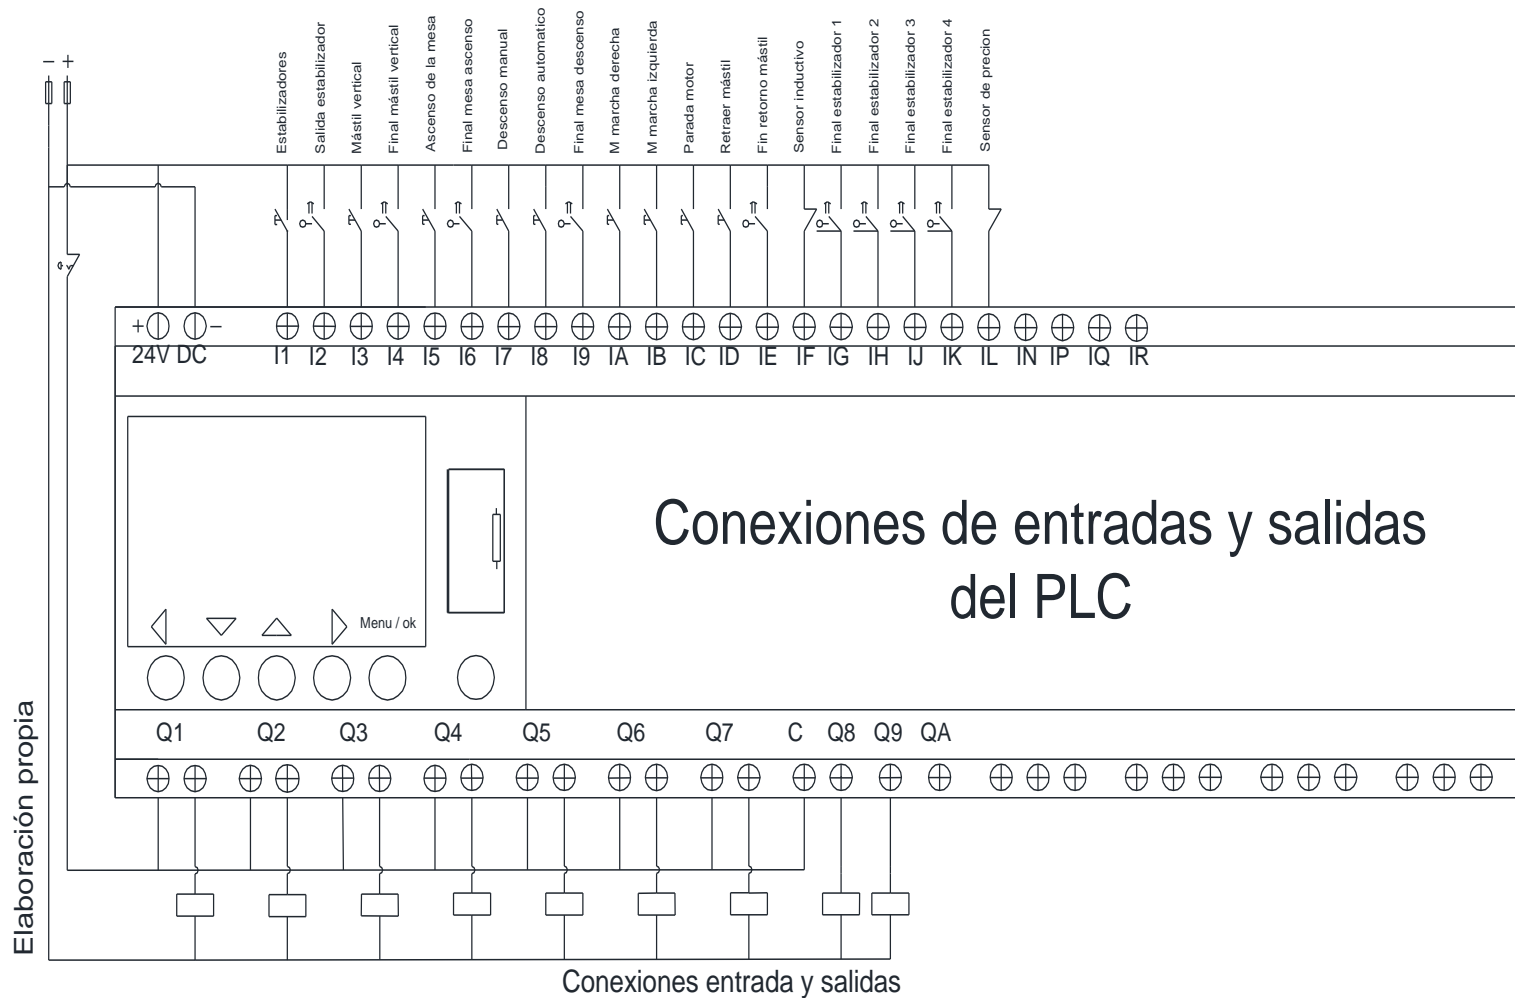 − +
Estabilizadores
Salida estabilizador
Mástil vertical
Final mástil vertical
Ascenso de la mesa
Final mesa ascenso
Descenso manual
Descenso automatico
Final mesa descenso
M marcha derecha
M marcha izquierda
Parada motor
Retraer mástil
Fin retorno mástil
Sensor inductivo
Final estabilizador 1
Final estabilizador 2
Final estabilizador 3
Final estabilizador 4
Sensor de precion
+ −
24V DC I1 I2 I3 I4 I5 I6 I7 I8 I9 IA IB IC ID IE IF IG IH IJ IK IL IN IP IQ IR
Conexiones de entradas y salidas
del PLC
Menu / ok
Q1 Q2 Q3 Q4 Q5 Q6 Q7 C Q8 Q9 QA
Elaboración propia
Conexiones entrada y salidas